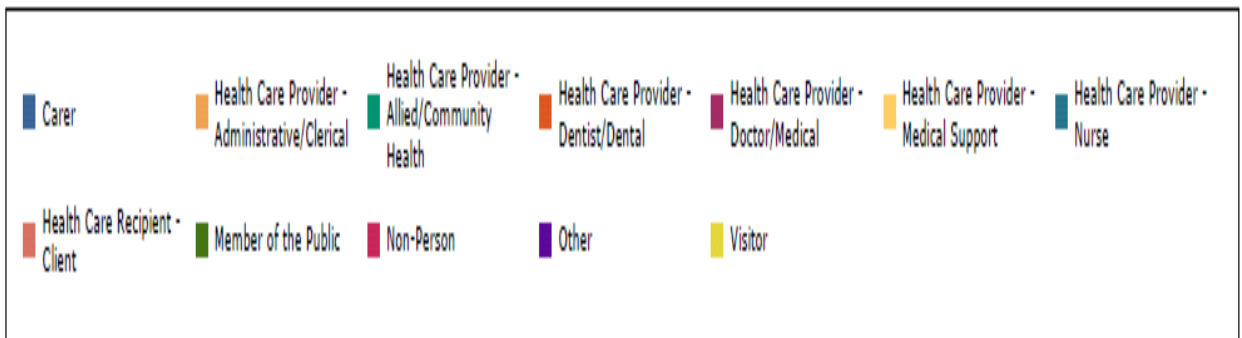 Carer
Health Care Provider -
Administrative/Clerical
Health Care Provider -
Allied/Community
Health
Health Care Provider -
Dentist/Dental
Health Care Provider -
Doctor/Medical
Health Care Provider -
Medical Support
Health Care Provider -
Nurse
Health Care Recipient -
Client
Member of the Public
Non-Person
Other
Visitor